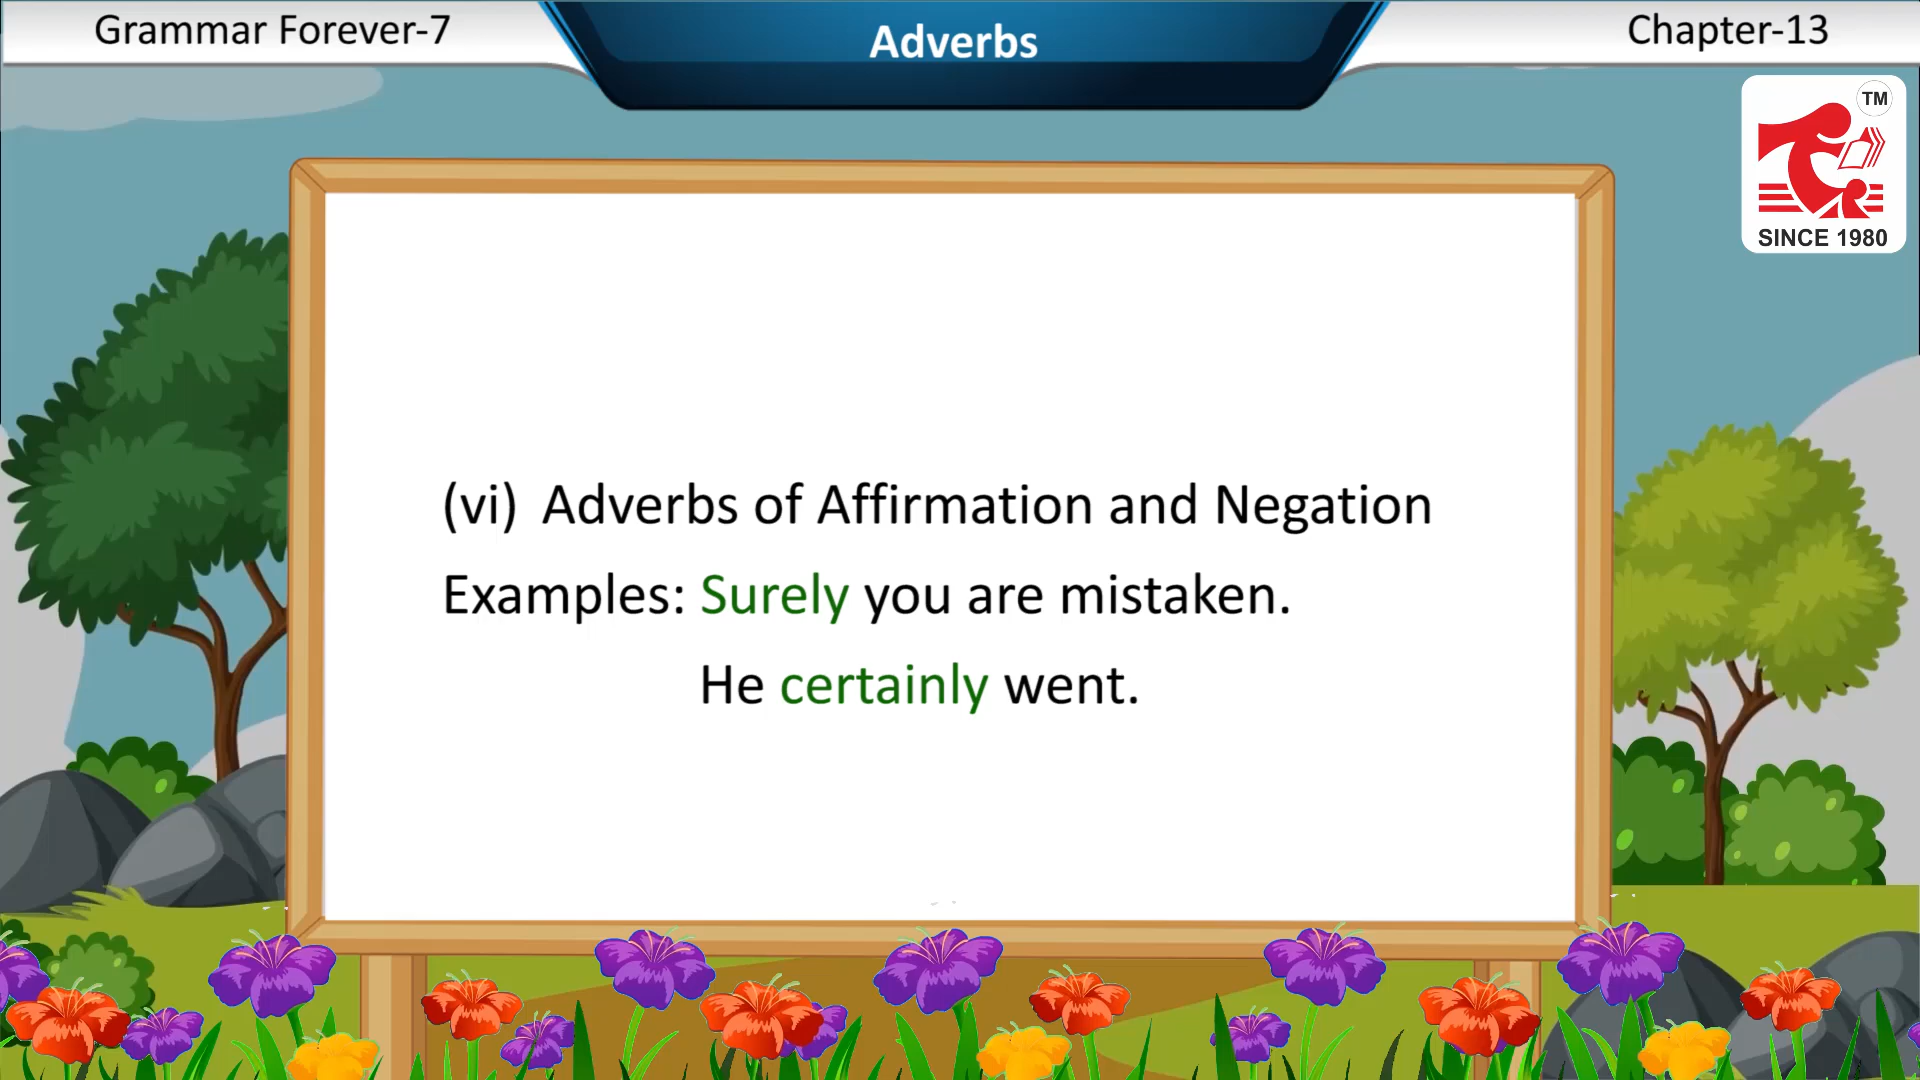 Grammar Forever-7
Adverbs
Chapter-13
TM
SINCE 1980
(vi) Adverbs of Affirmation and Negation
Examples: Surely you are mistaken.
He certainly went.